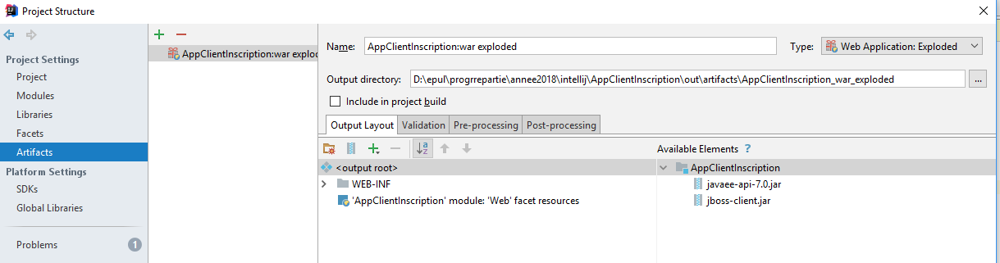 Project Structure
Project Settings
Project
Modules
Libraries
Facets
Artifacts
Platform Settings
SDKs
Global Libraries
Problems 1
AppClientInscription:war explod
Name: AppClientInscription:war exploded Type: Web Application: Exploded
Output directory: D:\epul\progrrepartie\annee2018\intellij\AppClientInscription\out\artifacts\AppClientInscription_war_exploded ...
Include in project build
Output Layout Validation Pre-processing Post-processing
Available Elements ?
<output root>
WEB-INF
'AppClientInscription' module: 'Web' facet resources
AppClientInscription
javaee-api-7.0.jar
jboss-client.jar